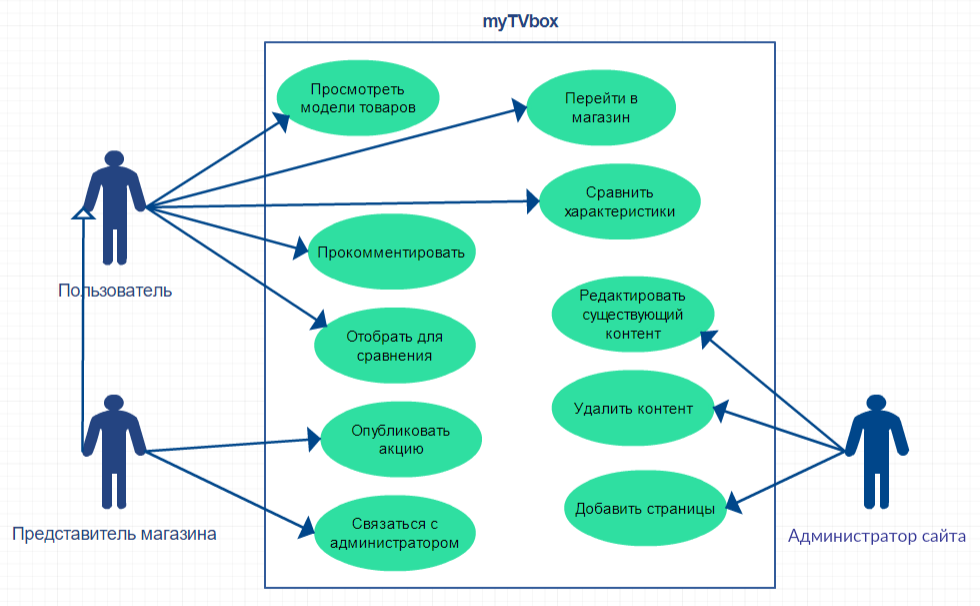 myTVbox
Просмотреть
модели товаров
Перейти в
магазин
Сравнить
характеристики
Прокомментировать
Пользователь
Редактировать
существующий
контент
Отобрать для
сравнения
Удалить контент
Опубликовать
акцию
Добавить страницы
Связаться с
администратором
Представитель магазина
Администратор сайта